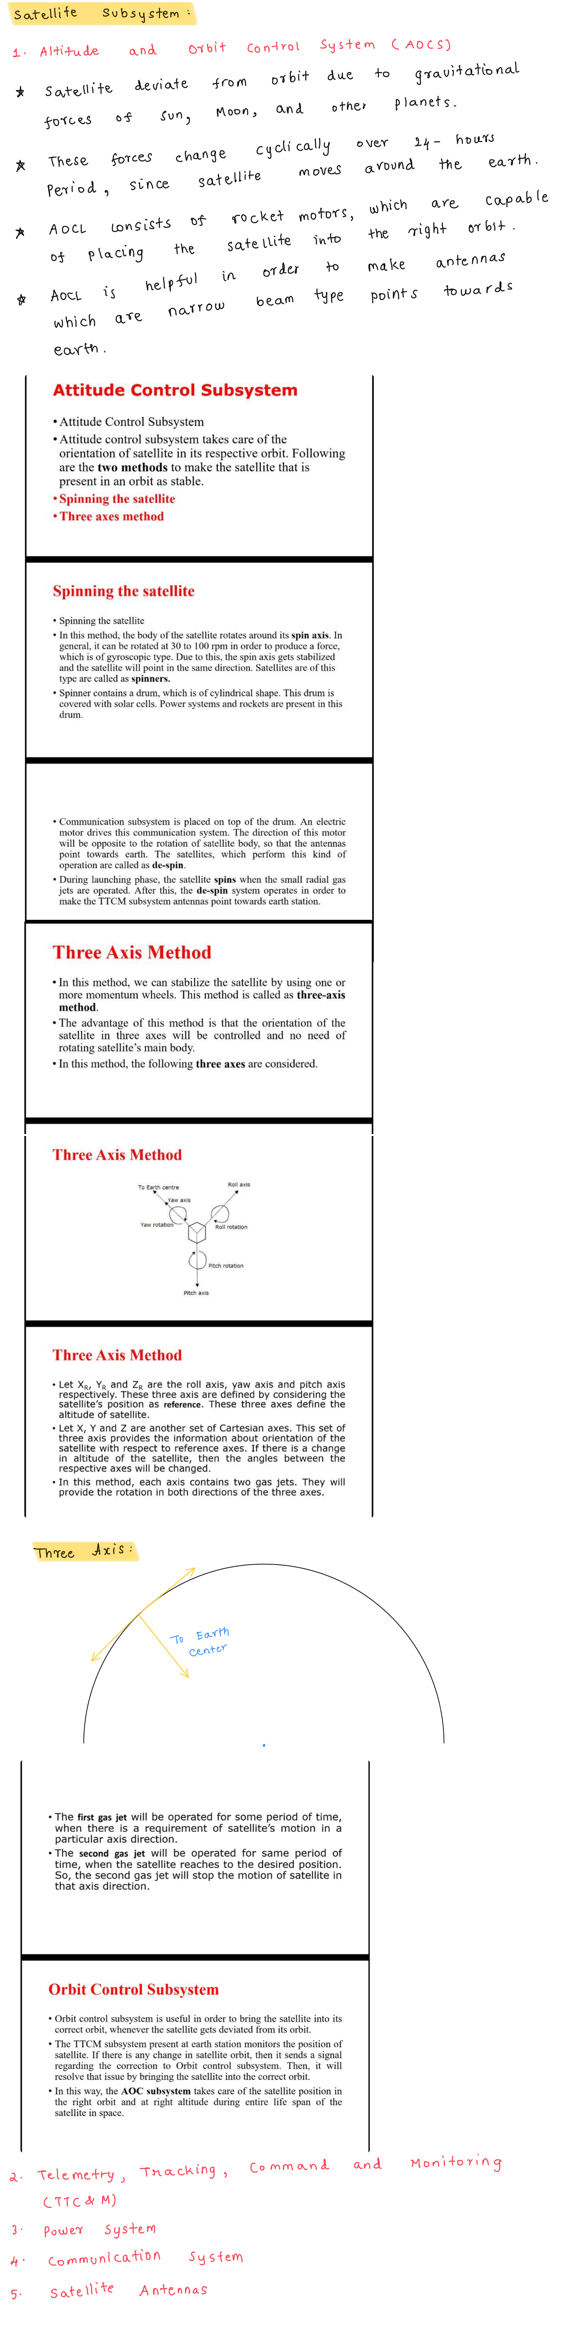 Satellite Subsystem :
1. Altitude and Orbit Control System (AOCS)
★ Satellite deviate from orbit due to gravitational
forces of Sun, Moon, and other planets.
★ These forces change cyclically over 24-hours
Period, since satellite moves around the earth.
★ AOCL consists of rocket motors, which are capable
of placing the satellite into the right orbit.
★ AOCL is helpful in order to make antennas
which are narrow beam type points towards
earth.
Attitude Control Subsystem
• Attitude Control Subsystem
• Attitude control subsystem takes care of the
orientation of satellite in its respective orbit. Following
are the two methods to make the satellite that is
present in an orbit as stable.
• Spinning the satellite
• Three axes method
Spinning the satellite
• Spinning the satellite
• In this method, the body of the satellite rotates around its spin axis. In
general, it can be rotated at 30 to 100 rpm in order to produce a force,
which is of gyroscopic type. Due to this, the spin axis gets stabilized
and the satellite will point in the same direction. Satellites are of this
type are called as spinners.
• Spinner contains a drum, which is of cylindrical shape. This drum is
covered with solar cells. Power systems and rockets are present in this
drum.
• Communication subsystem is placed on top of the drum. An electric
motor drives this communication system. The direction of this motor
will be opposite to the rotation of satellite body, so that the antennas
point towards earth. The satellites, which perform this kind of
operation are called as de-spin.
• During launching phase, the satellite spins when the small radial gas
jets are operated. After this, the de-spin system operates in order to
make the TTCM subsystem antennas point towards earth station.
Three Axis Method
• In this method, we can stabilize the satellite by using one or
more momentum wheels. This method is called as three-axis
method.
• The advantage of this method is that the orientation of the
satellite in three axes will be controlled and no need of
rotating satellite's main body.
• In this method, the following three axes are considered.
Three Axis Method
To Earth centre
Roll axis
Yaw axis
Yaw rotation
Roll rotation
Pitch rotation
Pitch axis
Three Axis Method
• Let XR, YR and ZR are the roll axis, yaw axis and pitch axis
respectively. These three axis are defined by considering the
satellite's position as reference. These three axes define the
altitude of satellite.
• Let X, Y and Z are another set of Cartesian axes. This set of
three axis provides the information about orientation of the
satellite with respect to reference axes. If there is a change
in altitude of the satellite, then the angles between the
respective axes will be changed.
• In this method, each axis contains two gas jets. They will
provide the rotation in both directions of the three axes.
Three Axis :
To Earth
Center
• The first gas jet will be operated for some period of time,
when there is a requirement of satellite's motion in a
particular axis direction.
• The second gas jet will be operated for same period of
time, when the satellite reaches to the desired position.
So, the second gas jet will stop the motion of satellite in
that axis direction.
Orbit Control Subsystem
• Orbit control subsystem is useful in order to bring the satellite into its
correct orbit, whenever the satellite gets deviated from its orbit.
• The TTCM subsystem present at earth station monitors the position of
satellite. If there is any change in satellite orbit, then it sends a signal
regarding the correction to Orbit control subsystem. Then, it will
resolve that issue by bringing the satellite into the correct orbit.
• In this way, the AOC subsystem takes care of the satellite position in
the right orbit and at right altitude during entire life span of the
satellite in space.
2. Telemetry, Tracking, Command and Monitoring
(TTC & M)
3. Power System
4. Communication System
5. Satellite Antennas